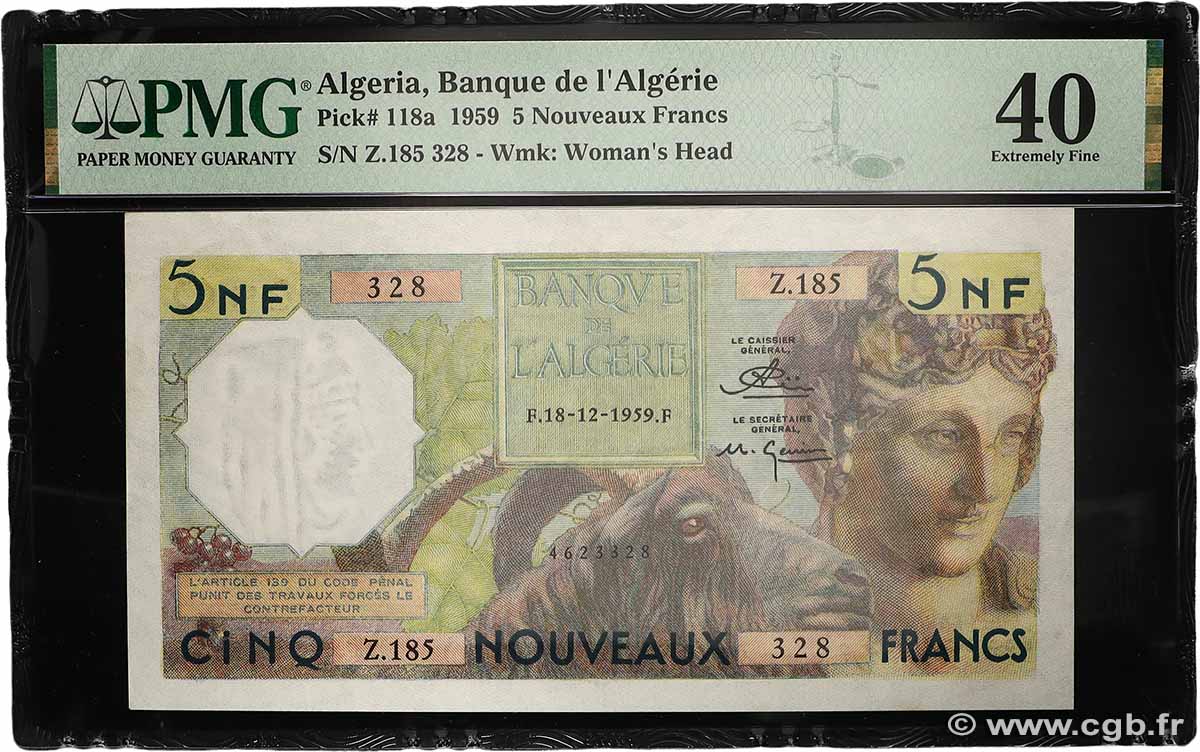 PMG®
PAPER MONEY GUARANTY
Algeria, Banque de l'Algérie
Pick# 118a 1959 5 Nouveaux Francs
S/N Z.185 328 - Wmk: Woman's Head
40
Extremely Fine
5 NF
328
BANQVE
DE
L'ALGÉRIE
F.18-12-1959.F
Z.185
5 NF
LE CAISSIER
GÉNÉRAL,
LE SECRÉTAIRE
GÉNÉRAL,
4623328
L'ARTICLE 139 DU CODE PÉNAL
PUNIT DES TRAVAUX FORCÉS LE
CONTREFACTEUR
CiNQ Z.185 NOUVEAUX 328 FRANCS
© www.cgb.fr